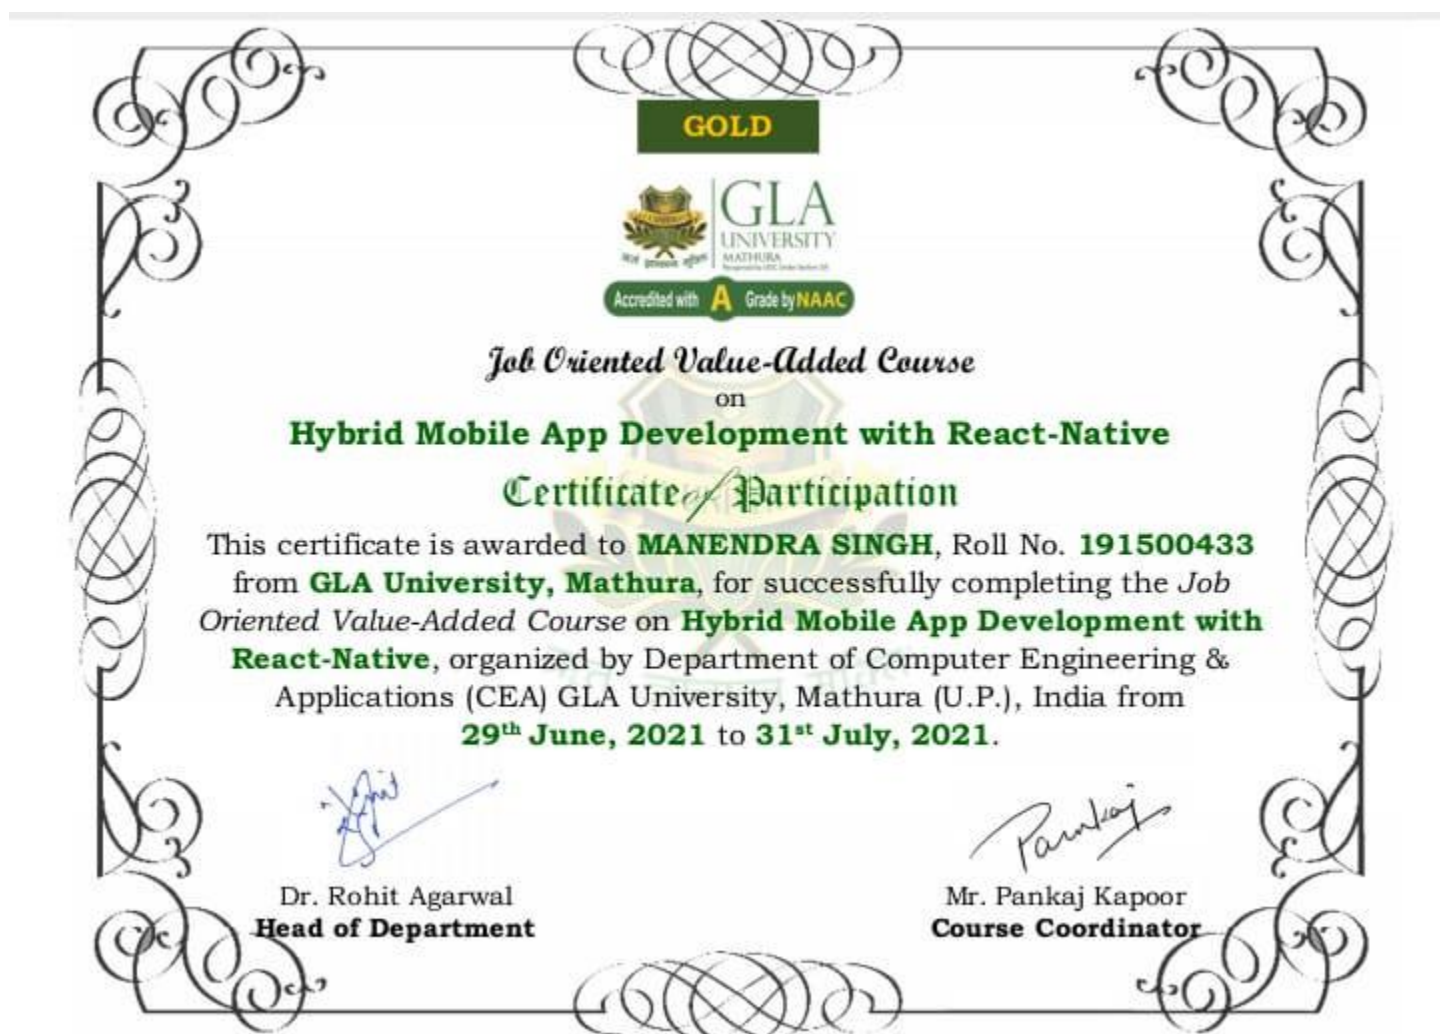 GOLD
GLA
UNIVERSITY
MATHURA
Accredited with A Grade by NAAC
Job Oriented Value-Added Course
on
Hybrid Mobile App Development with React-Native
Certificate of Participation
This certificate is awarded to MANENDRA SINGH, Roll No. 191500433
from GLA University, Mathura, for successfully completing the Job
Oriented Value-Added Course on Hybrid Mobile App Development with
React-Native, organized by Department of Computer Engineering &
Applications (CEA) GLA University, Mathura (U.P.), India from
29th June, 2021 to 31st July, 2021.
Pankaj
Dr. Rohit Agarwal
Mr. Pankaj Kapoor
Head of Department
Course Coordinator